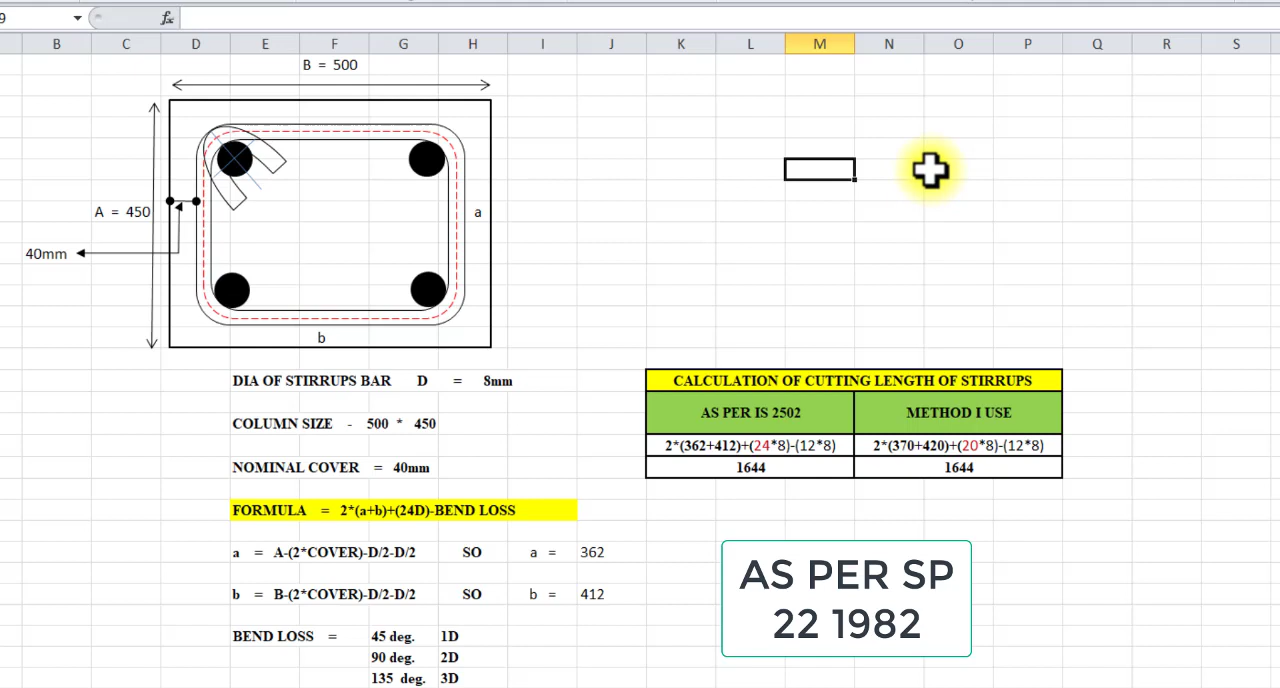 9 fx
B C D E F G H I J K L M N O P Q R S
B = 500
A = 450
a
40mm
b
DIA OF STIRRUPS BAR D = 8mm
COLUMN SIZE - 500 * 450
NOMINAL COVER = 40mm
FORMULA = 2*(a+b)+(24D)-BEND LOSS
a = A-(2*COVER)-D/2-D/2 SO a = 362
b = B-(2*COVER)-D/2-D/2 SO b = 412
BEND LOSS = 45 deg. 1D
90 deg. 2D
135 deg. 3D
CALCULATION OF CUTTING LENGTH OF STIRRUPS
AS PER IS 2502 METHOD I USE
2*(362+412)+(24*8)-(12*8) 2*(370+420)+(20*8)-(12*8)
1644 1644
AS PER SP
22 1982